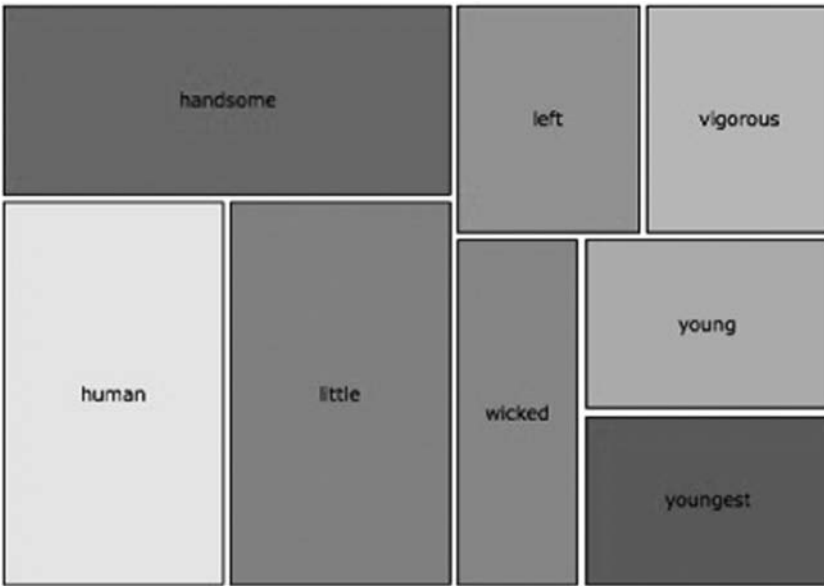 handsome
left
vigorous
human
little
wicked
young
youngest